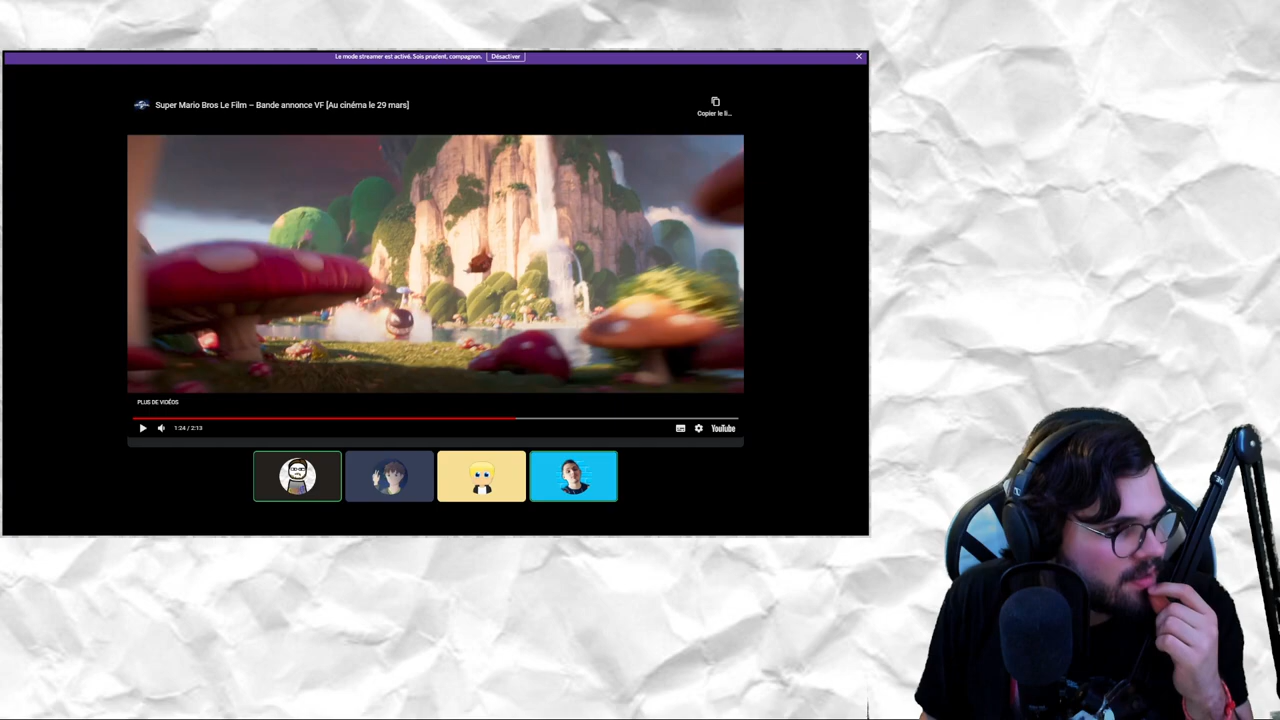 Le mode streamer est activé. Sois prudent, compagnon. Désactiver
Super Mario Bros Le Film – Bande annonce VF [Au cinéma le 29 mars]
Copier le li...
PLUS DE VIDÉOS
1:24 / 2:13
YouTube